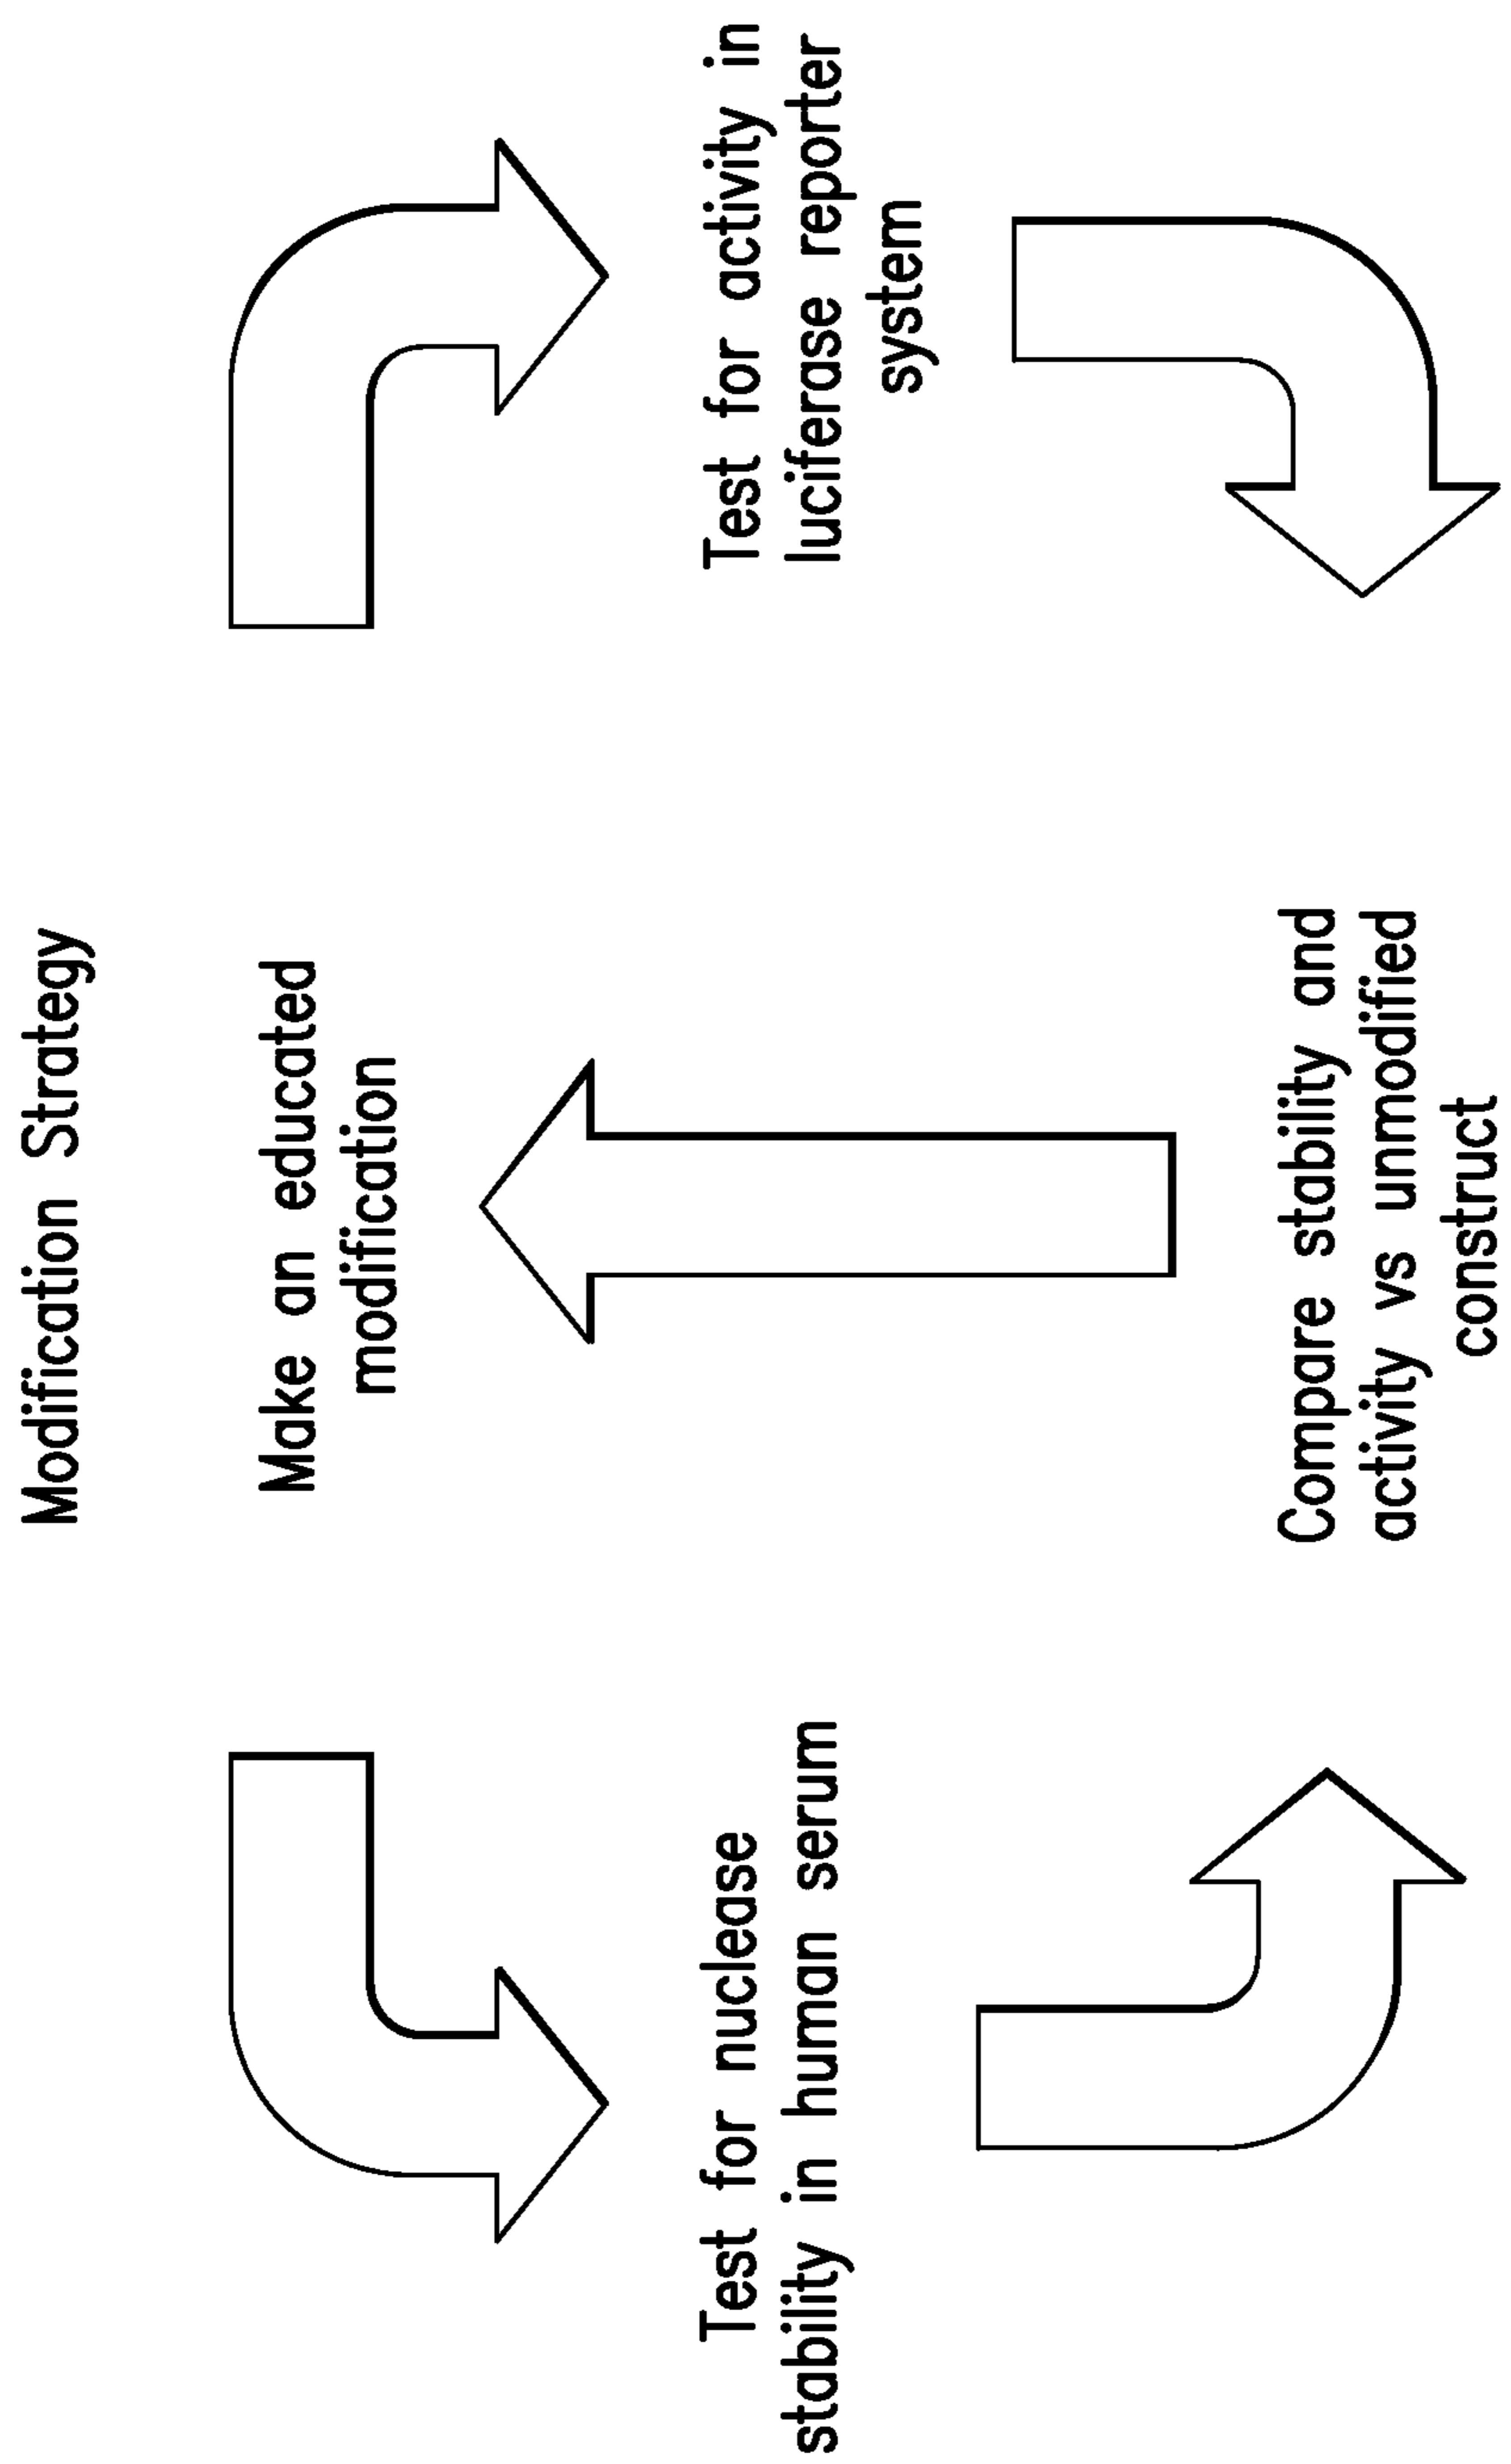 Modification Strategy
Make an educated
modification
Test for nuclease
stability in human serum
Test for activity in
luciferase reporter
system
Compare stability and
activity vs unmodified
construct